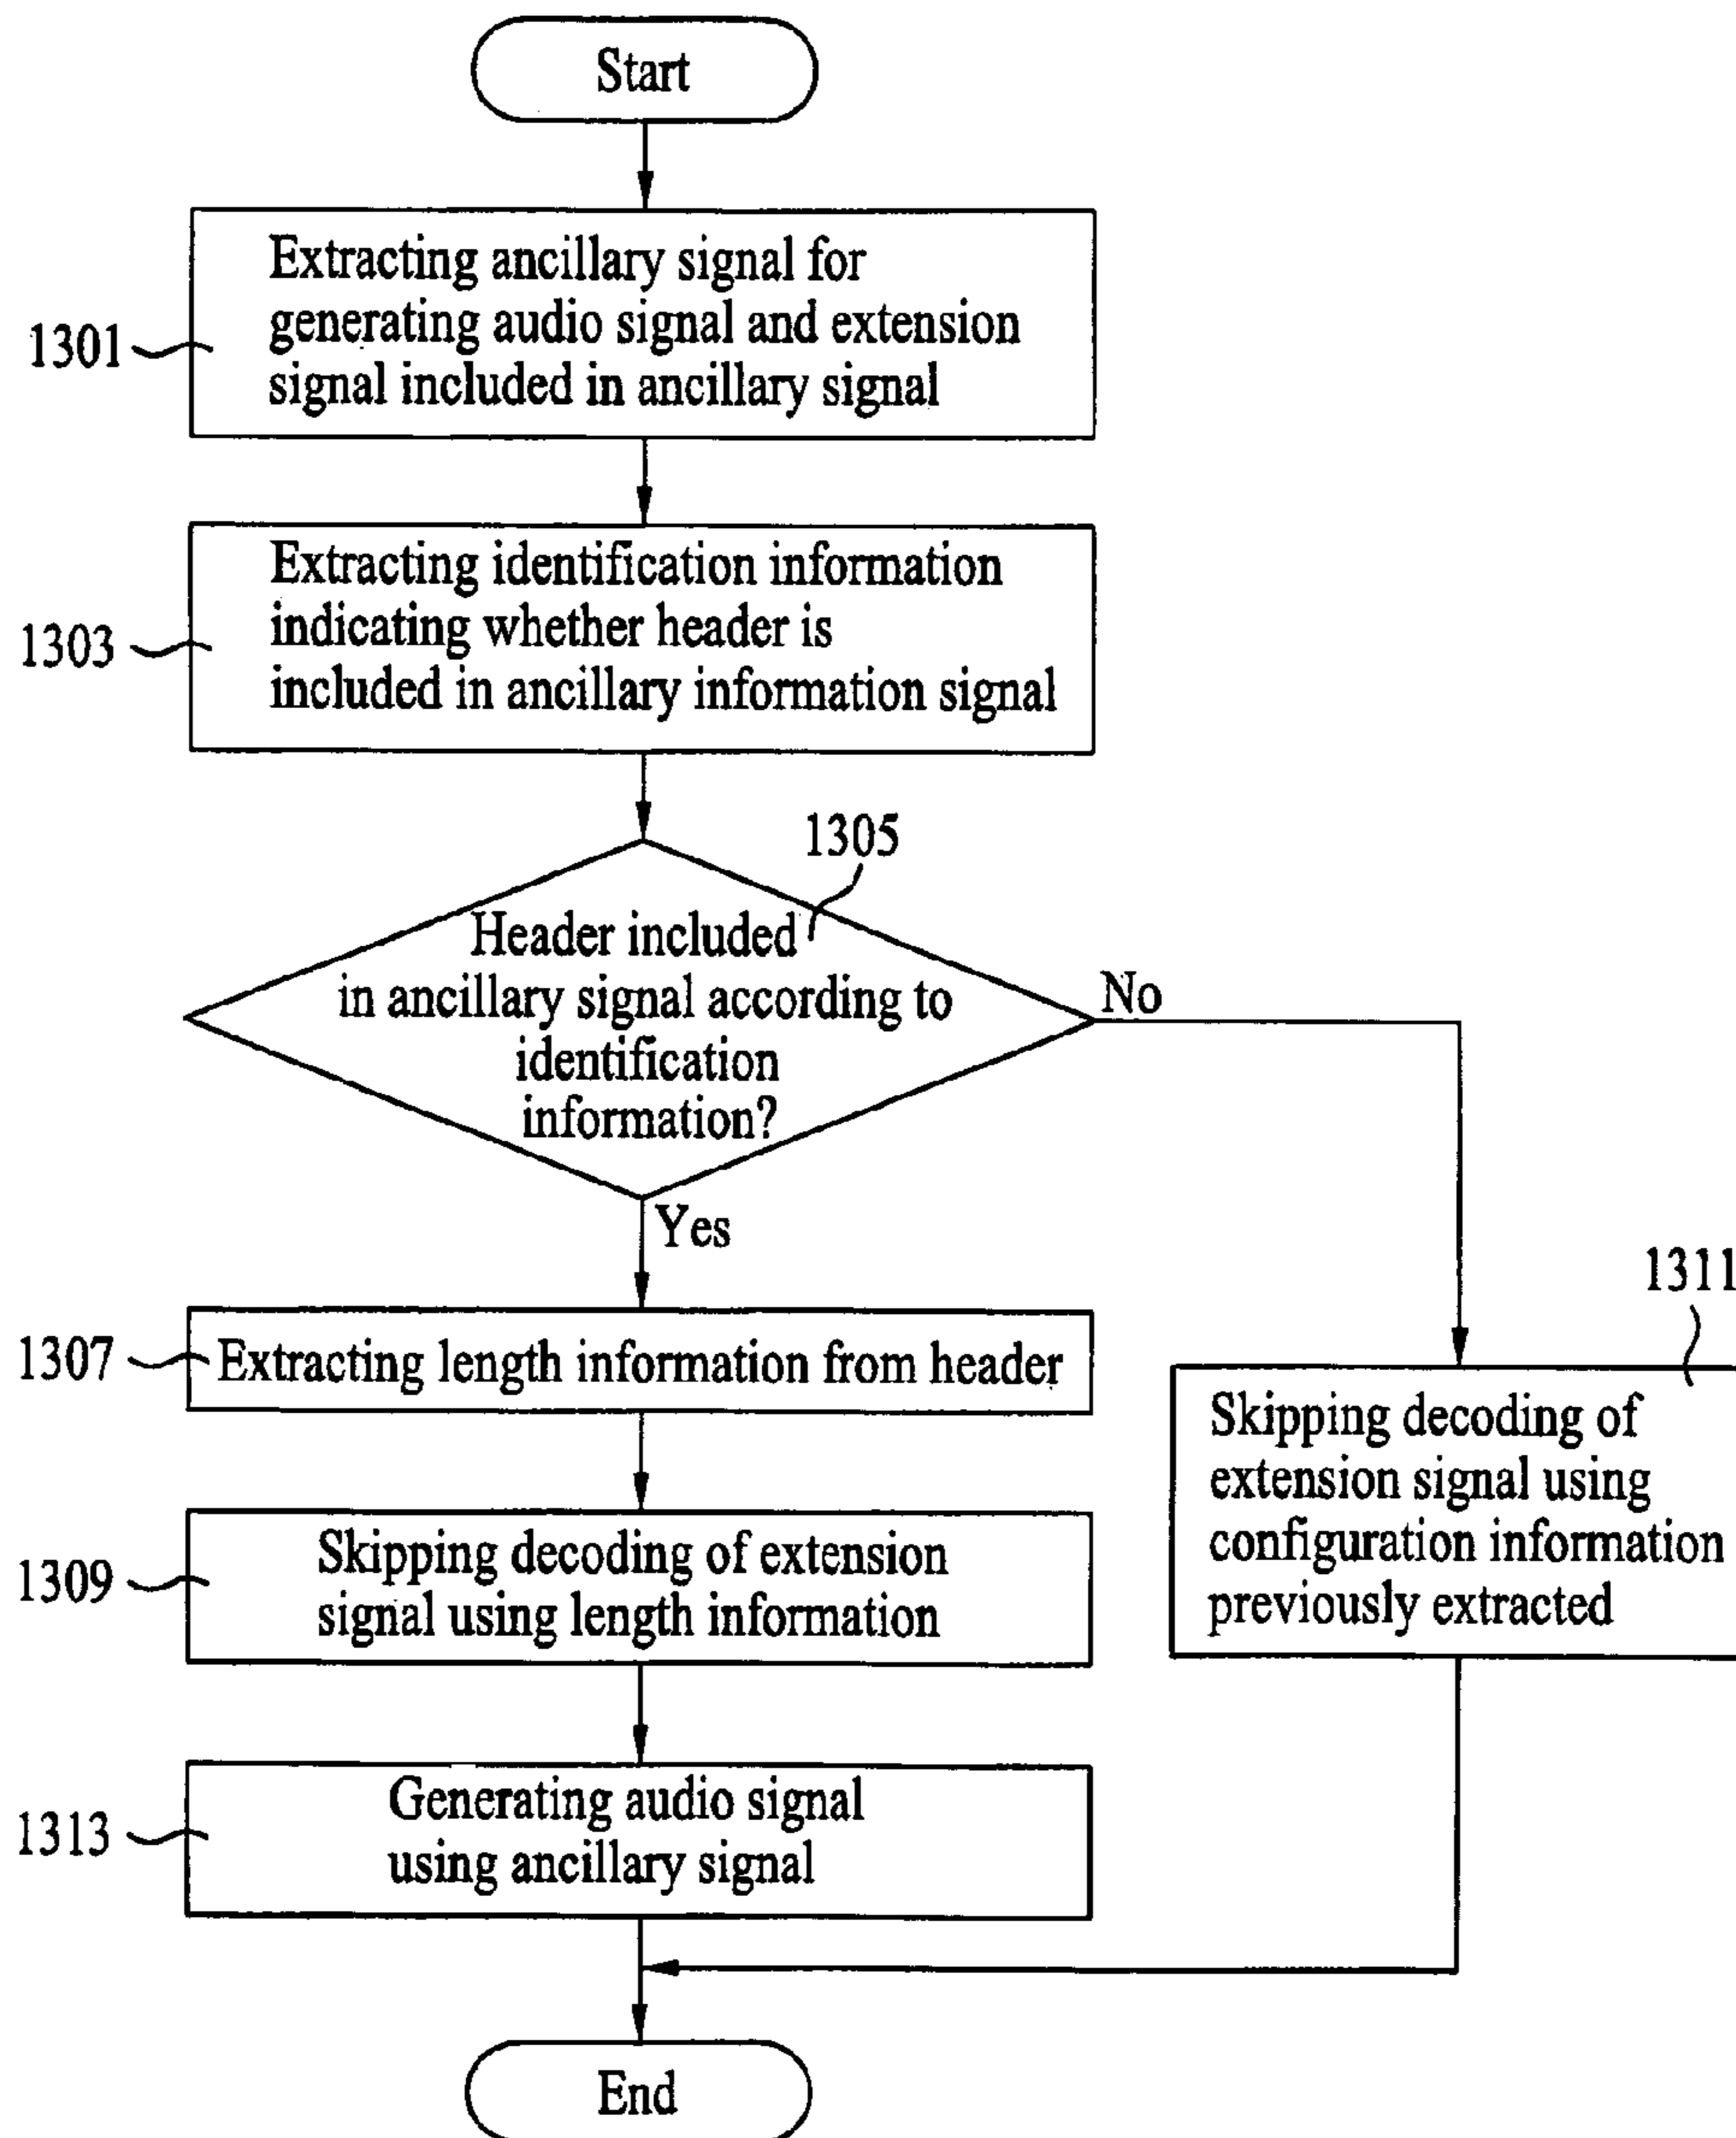 Start
1301
Extracting ancillary signal for
generating audio signal and extension
signal included in ancillary signal
1303
Extracting identification information
indicating whether header is
included in ancillary information signal
1305
Header included
in ancillary signal according to
identification
information?
No
Yes
1307
Extracting length information from header
1311
Skipping decoding of
extension signal using
configuration information
previously extracted
1309
Skipping decoding of extension
signal using length information
1313
Generating audio signal
using ancillary signal
End